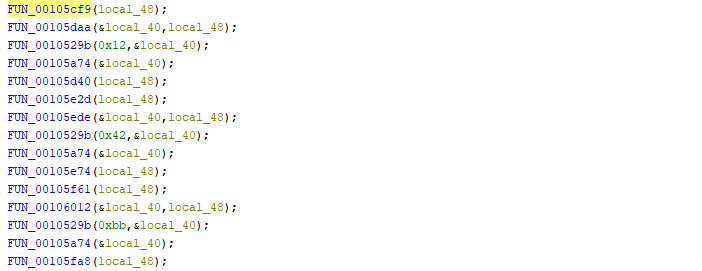 FUN_00105cf9(local_48);
FUN_00105daa(&local_40,local_48);
FUN_0010529b(0x12,&local_40);
FUN_00105a74(&local_40);
FUN_00105d40(local_48);
FUN_00105e2d(local_48);
FUN_00105ede(&local_40,local_48);
FUN_0010529b(0x42,&local_40);
FUN_00105a74(&local_40);
FUN_00105e74(local_48);
FUN_00105f61(local_48);
FUN_00106012(&local_40,local_48);
FUN_0010529b(0xbb,&local_40);
FUN_00105a74(&local_40);
FUN_00105fa8(local_48);